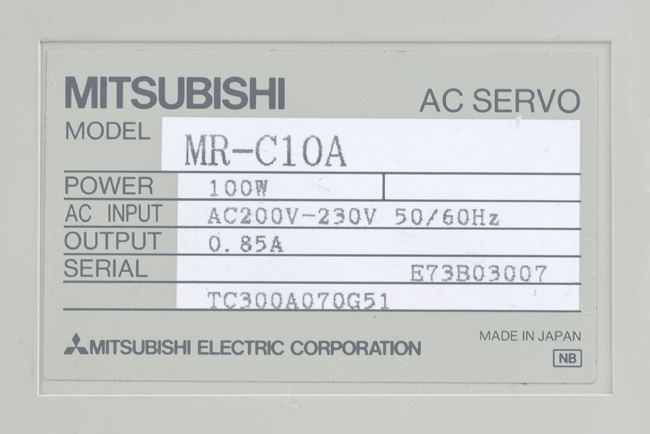 MITSUBISHI AC SERVO
MODEL MR-C10A
POWER 100W
AC INPUT AC200V-230V 50/60Hz
OUTPUT 0.85A
SERIAL E73B03007
TC300A070G51
MITSUBISHI ELECTRIC CORPORATION
MADE IN JAPAN
NB